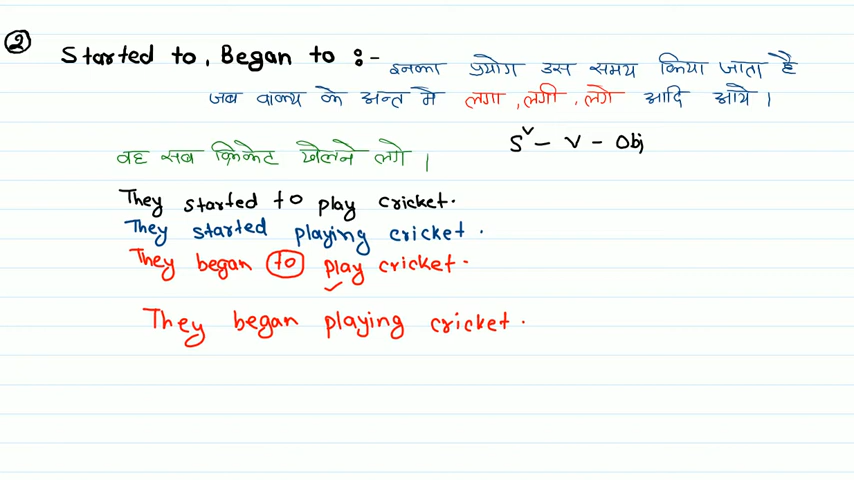 ② Started to, Began to :- इनका प्रयोग उस समय किया जाता है
जब वाक्य के अन्त मे लगा, लगी, लगे आदि आये।
S – V – Obj
वह सब क्रिकेट खेलने लगे।
They started to play cricket.
They started playing cricket.
They began to play cricket.
They began playing cricket.